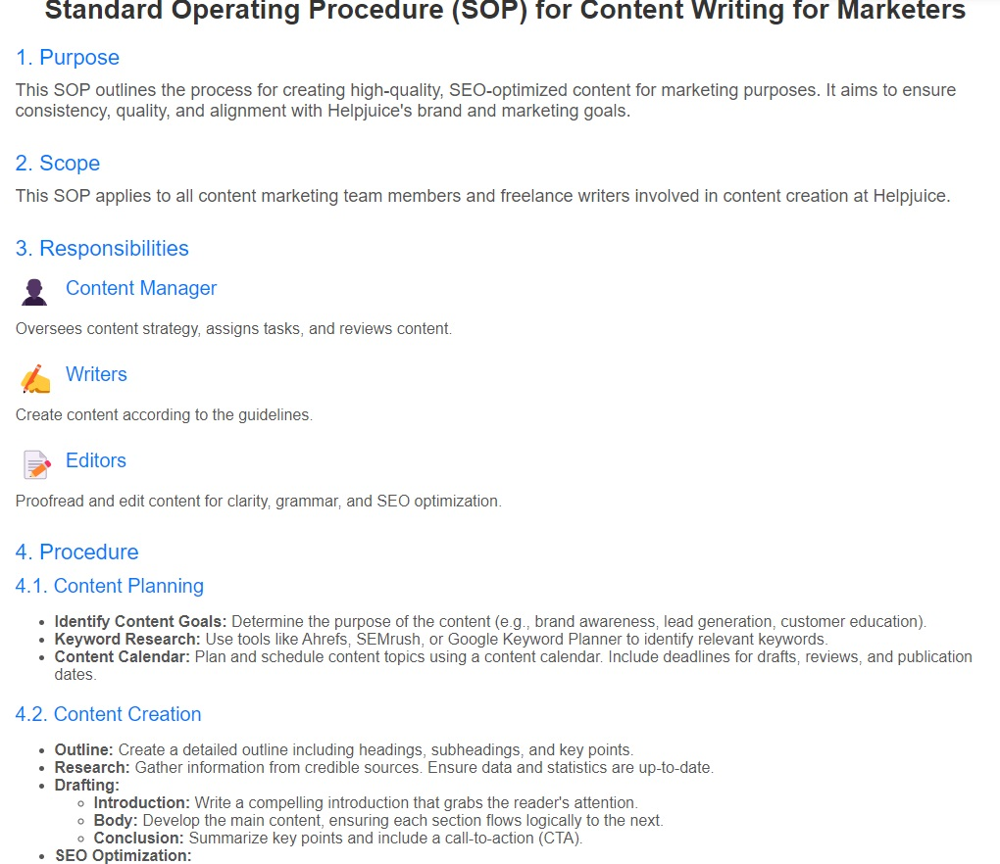 Standard Operating Procedure (SOP) for Content Writing for Marketers
1. Purpose
This SOP outlines the process for creating high-quality, SEO-optimized content for marketing purposes. It aims to ensure
consistency, quality, and alignment with Helpjuice's brand and marketing goals.
2. Scope
This SOP applies to all content marketing team members and freelance writers involved in content creation at Helpjuice.
3. Responsibilities
Content Manager
Oversees content strategy, assigns tasks, and reviews content.
Writers
Create content according to the guidelines.
Editors
Proofread and edit content for clarity, grammar, and SEO optimization.
4. Procedure
4.1. Content Planning
• Identify Content Goals: Determine the purpose of the content (e.g., brand awareness, lead generation, customer education).
• Keyword Research: Use tools like Ahrefs, SEMrush, or Google Keyword Planner to identify relevant keywords.
• Content Calendar: Plan and schedule content topics using a content calendar. Include deadlines for drafts, reviews, and publication
dates.
4.2. Content Creation
• Outline: Create a detailed outline including headings, subheadings, and key points.
• Research: Gather information from credible sources. Ensure data and statistics are up-to-date.
• Drafting:
◦ Introduction: Write a compelling introduction that grabs the reader's attention.
◦ Body: Develop the main content, ensuring each section flows logically to the next.
◦ Conclusion: Summarize key points and include a call-to-action (CTA).
• SEO Optimization: